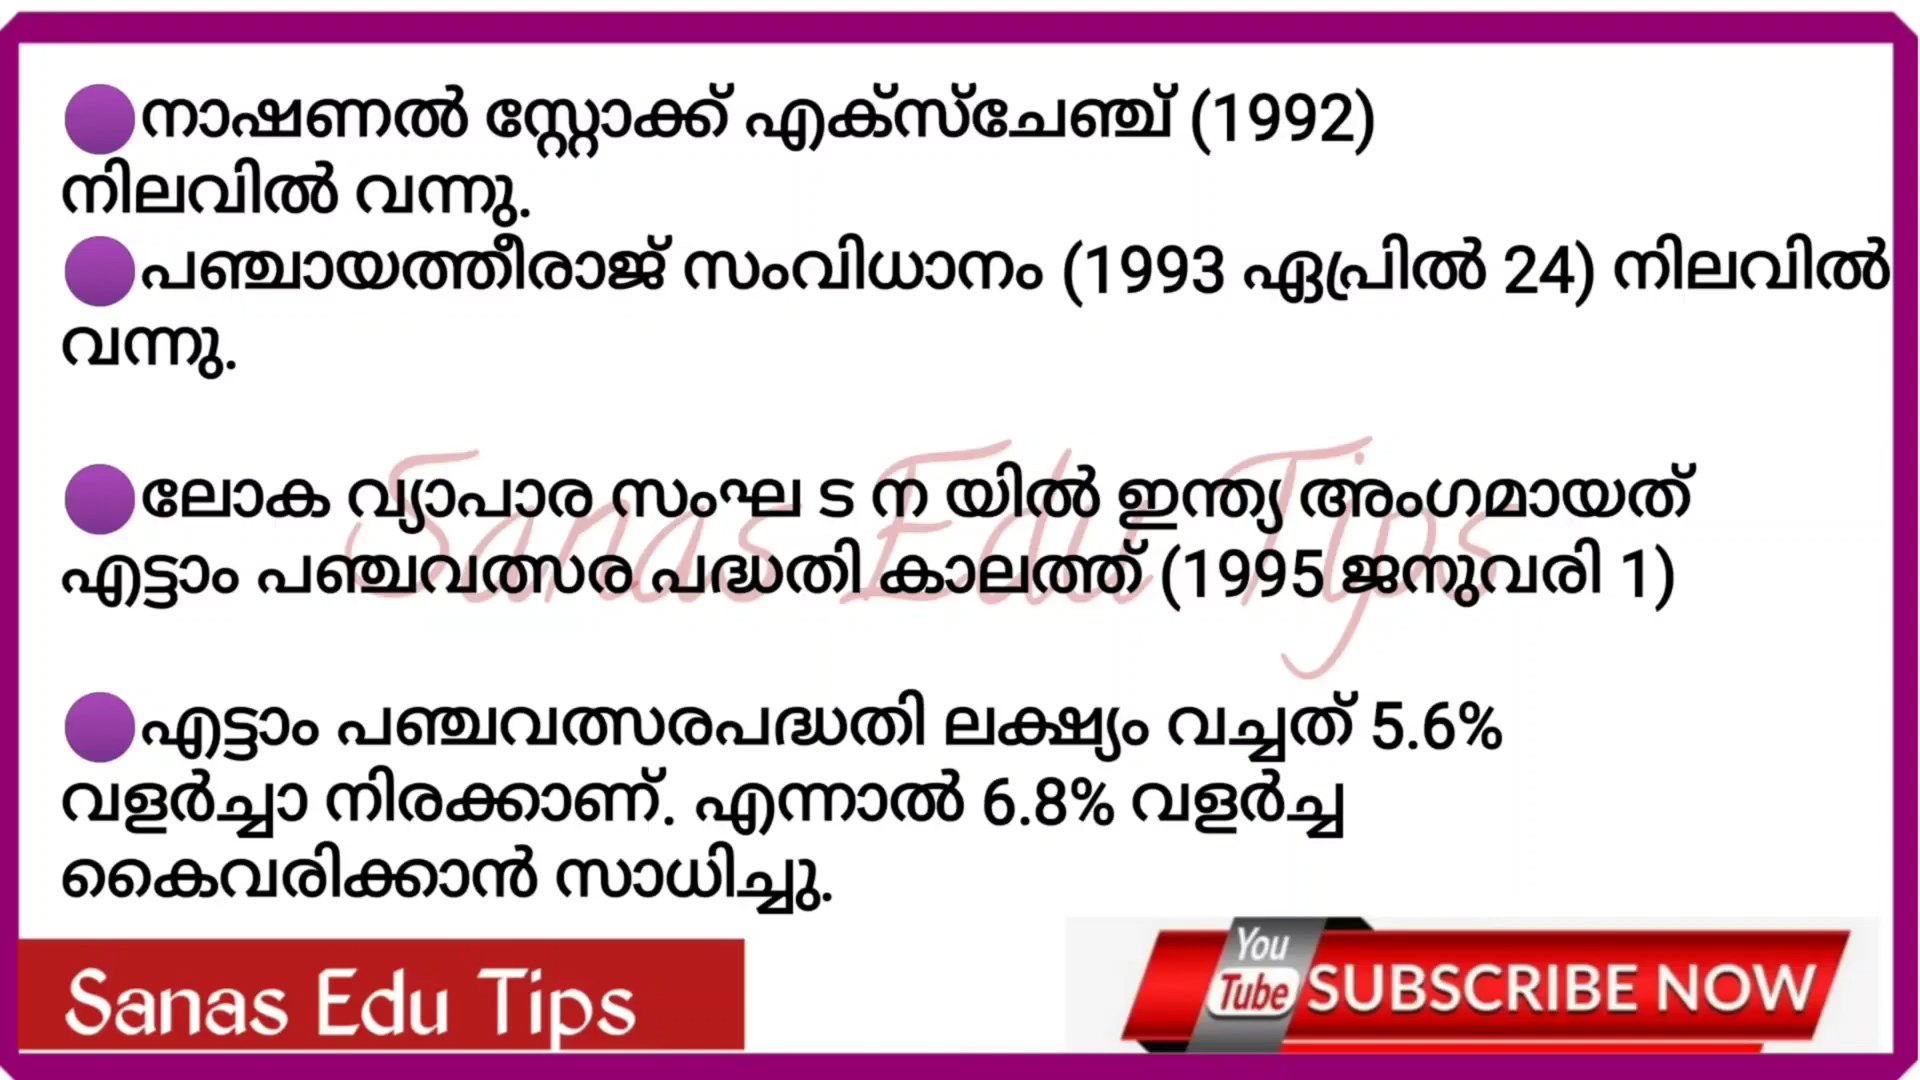 നാഷണൽ സ്റ്റോക്ക് എക്സ്ചേഞ്ച് (1992)
നിലവിൽ വന്നു.
പഞ്ചായത്തീരാജ് സംവിധാനം (1993 ഏപ്രിൽ 24) നിലവിൽ
വന്നു.
ലോക വ്യാപാര സംഘ ട ന യിൽ ഇന്ത്യ അംഗമായത്
എട്ടാം പഞ്ചവത്സര പദ്ധതി കാലത്ത് (1995 ജനുവരി 1)
Sanas Edu Tips
എട്ടാം പഞ്ചവത്സരപദ്ധതി ലക്ഷ്യം വച്ചത് 5.6%
വളർച്ചാ നിരക്കാണ്. എന്നാൽ 6.8% വളർച്ച
കൈവരിക്കാൻ സാധിച്ചു.
Sanas Edu Tips
You
Tube SUBSCRIBE NOW